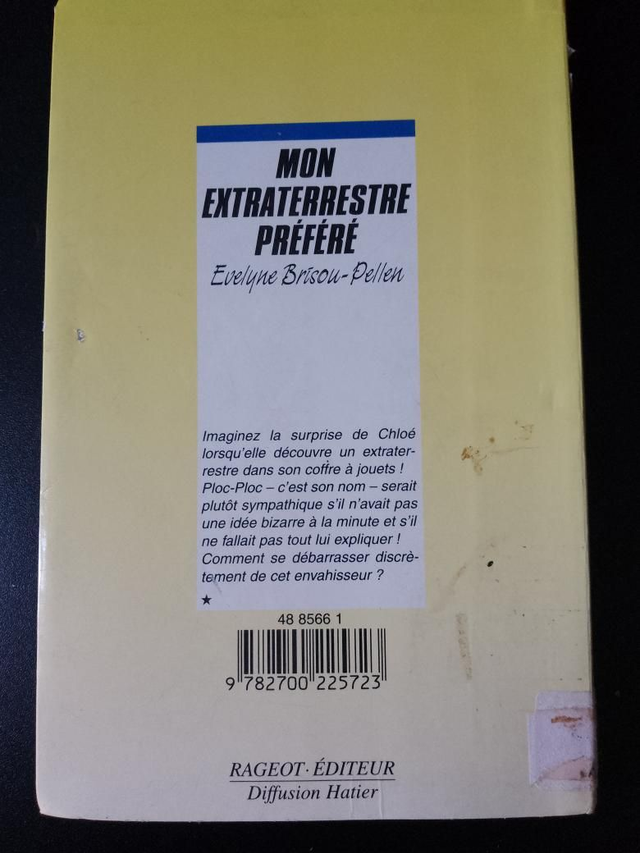 MON
EXTRATERRESTRE
PRÉFÉRÉ
Evelyne Brisou-Pellen
Imaginez la surprise de Chloé
lorsqu'elle découvre un extrater-
restre dans son coffre à jouets !
Ploc-Ploc – c'est son nom – serait
plutôt sympathique s'il n'avait pas
une idée bizarre à la minute et s'il
ne fallait pas tout lui expliquer !
Comment se débarrasser discrè-
tement de cet envahisseur ?
★
48 8566 1
9 782700 225723
RAGEOT·ÉDITEUR
Diffusion Hatier